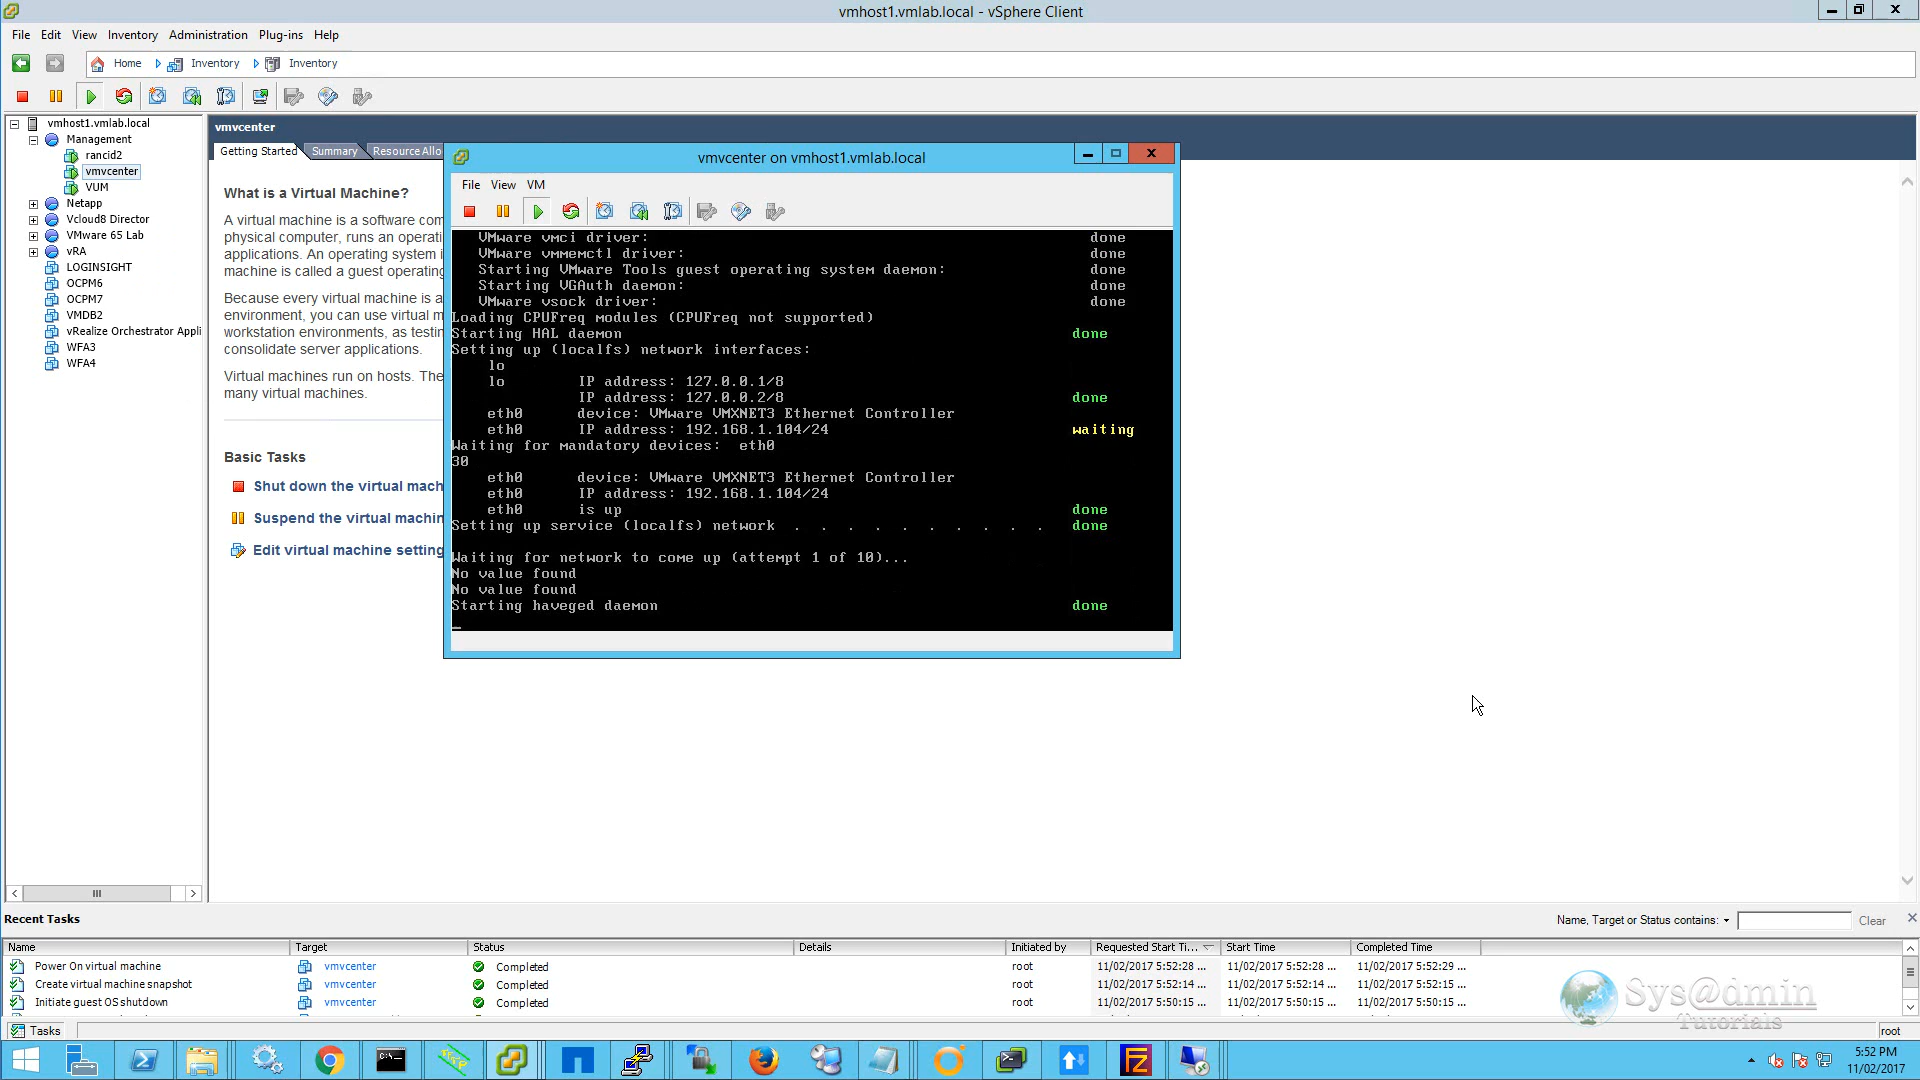 vmhost1.vmlab.local - vSphere Client
File Edit View Inventory Administration Plug-ins Help
Home Inventory Inventory
vmhost1.vmlab.local
Management
rancid2
vmvcenter
VUM
Netapp
Vcloud8 Director
VMware 65 Lab
vRA
LOGINSIGHT
OCPM6
OCPM7
VMDB2
vRealize Orchestrator Appli
WFA3
WFA4
vmvcenter
Getting Started Summary Resource Allo
What is a Virtual Machine?
A virtual machine is a software com
physical computer, runs an operati
applications. An operating system i
machine is called a guest operating
Because every virtual machine is a
environment, you can use virtual m
workstation environments, as testin
consolidate server applications.
Virtual machines run on hosts. The
many virtual machines.
Basic Tasks
Shut down the virtual mach
Suspend the virtual machin
Edit virtual machine setting
vmvcenter on vmhost1.vmlab.local
File View VM
VMware vmci driver: done
VMware vmmemctl driver: done
Starting VMware Tools guest operating system daemon: done
Starting VGAuth daemon: done
VMware vsock driver: done
Loading CPUFreq modules (CPUFreq not supported)
Starting HAL daemon done
Setting up (localfs) network interfaces:
lo
lo IP address: 127.0.0.1/8
IP address: 127.0.0.2/8 done
eth0 device: VMware VMXNET3 Ethernet Controller
eth0 IP address: 192.168.1.104/24 waiting
Waiting for mandatory devices: eth0
30
eth0 device: VMware VMXNET3 Ethernet Controller
eth0 IP address: 192.168.1.104/24
eth0 is up done
Setting up service (localfs) network . . . . . . . . . . done
Waiting for network to come up (attempt 1 of 10)...
No value found
No value found
Starting haveged daemon done
Recent Tasks Name, Target or Status contains: Clear
Name Target Status Details Initiated by Requested Start Ti... Start Time Completed Time
Power On virtual machine vmvcenter Completed root 11/02/2017 5:52:28 ... 11/02/2017 5:52:28 ... 11/02/2017 5:52:29 ...
Create virtual machine snapshot vmvcenter Completed root 11/02/2017 5:52:14 ... 11/02/2017 5:52:14 ... 11/02/2017 5:52:15 ...
Initiate guest OS shutdown vmvcenter Completed root 11/02/2017 5:50:15 ... 11/02/2017 5:50:15 ... 11/02/2017 5:50:15 ...
Sys@dmin
Tutorials
Tasks root
5:52 PM
11/02/2017